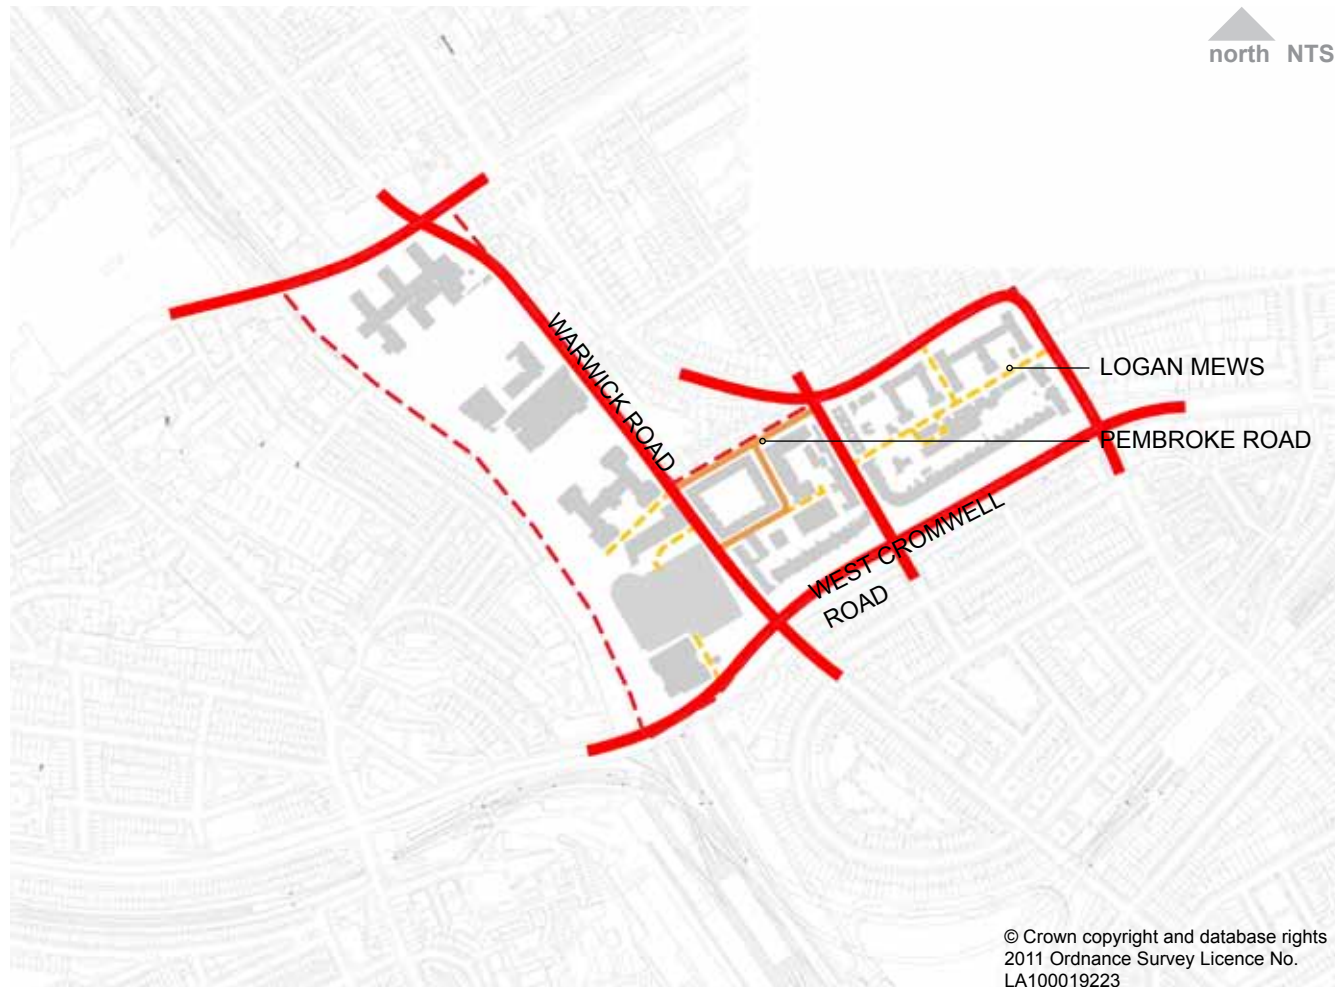 north NTS
WARWICK ROAD
LOGAN MEWS
PEMBROKE ROAD
WEST CROMWELL
ROAD
© Crown copyright and database rights
2011 Ordnance Survey Licence No.
LA100019223